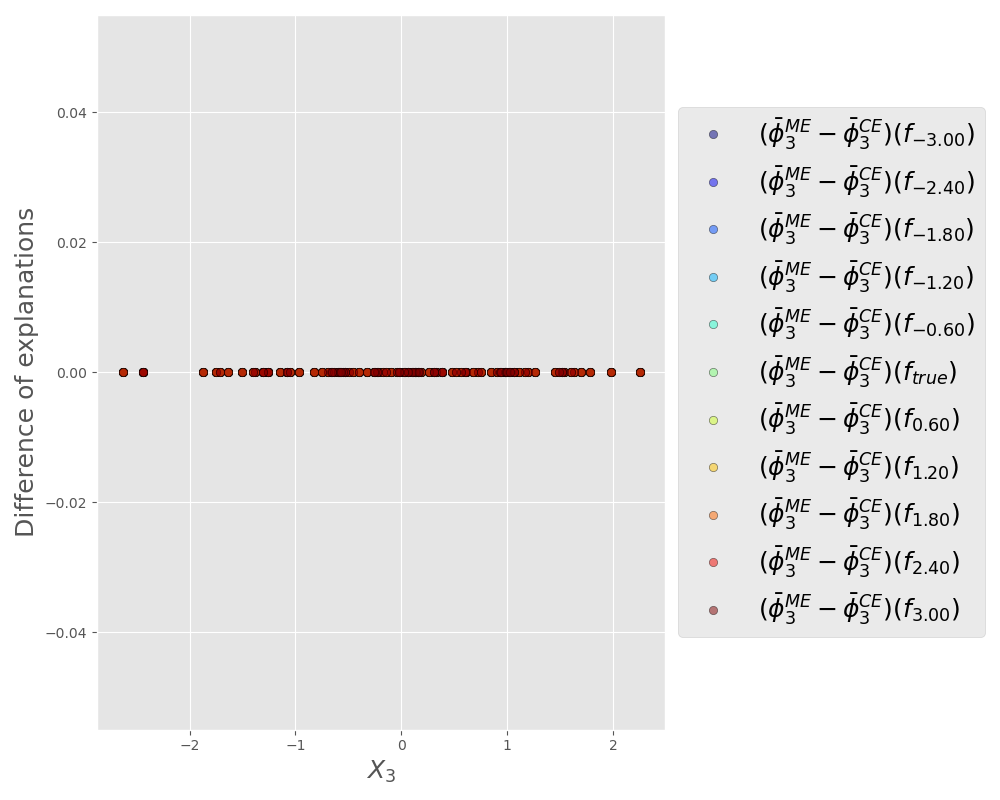 0.04
0.02
0.00
−0.02
−0.04
Difference of explanations
−2
−1
0
1
2
X₃
(ϕ̄₃ᴹᴱ − ϕ̄₃ꟲᴱ)(f₋₃.₀₀)
(ϕ̄₃ᴹᴱ − ϕ̄₃ꟲᴱ)(f₋₂.₄₀)
(ϕ̄₃ᴹᴱ − ϕ̄₃ꟲᴱ)(f₋₁.₈₀)
(ϕ̄₃ᴹᴱ − ϕ̄₃ꟲᴱ)(f₋₁.₂₀)
(ϕ̄₃ᴹᴱ − ϕ̄₃ꟲᴱ)(f₋₀.₆₀)
(ϕ̄₃ᴹᴱ − ϕ̄₃ꟲᴱ)(f_true)
(ϕ̄₃ᴹᴱ − ϕ̄₃ꟲᴱ)(f₀.₆₀)
(ϕ̄₃ᴹᴱ − ϕ̄₃ꟲᴱ)(f₁.₂₀)
(ϕ̄₃ᴹᴱ − ϕ̄₃ꟲᴱ)(f₁.₈₀)
(ϕ̄₃ᴹᴱ − ϕ̄₃ꟲᴱ)(f₂.₄₀)
(ϕ̄₃ᴹᴱ − ϕ̄₃ꟲᴱ)(f₃.₀₀)